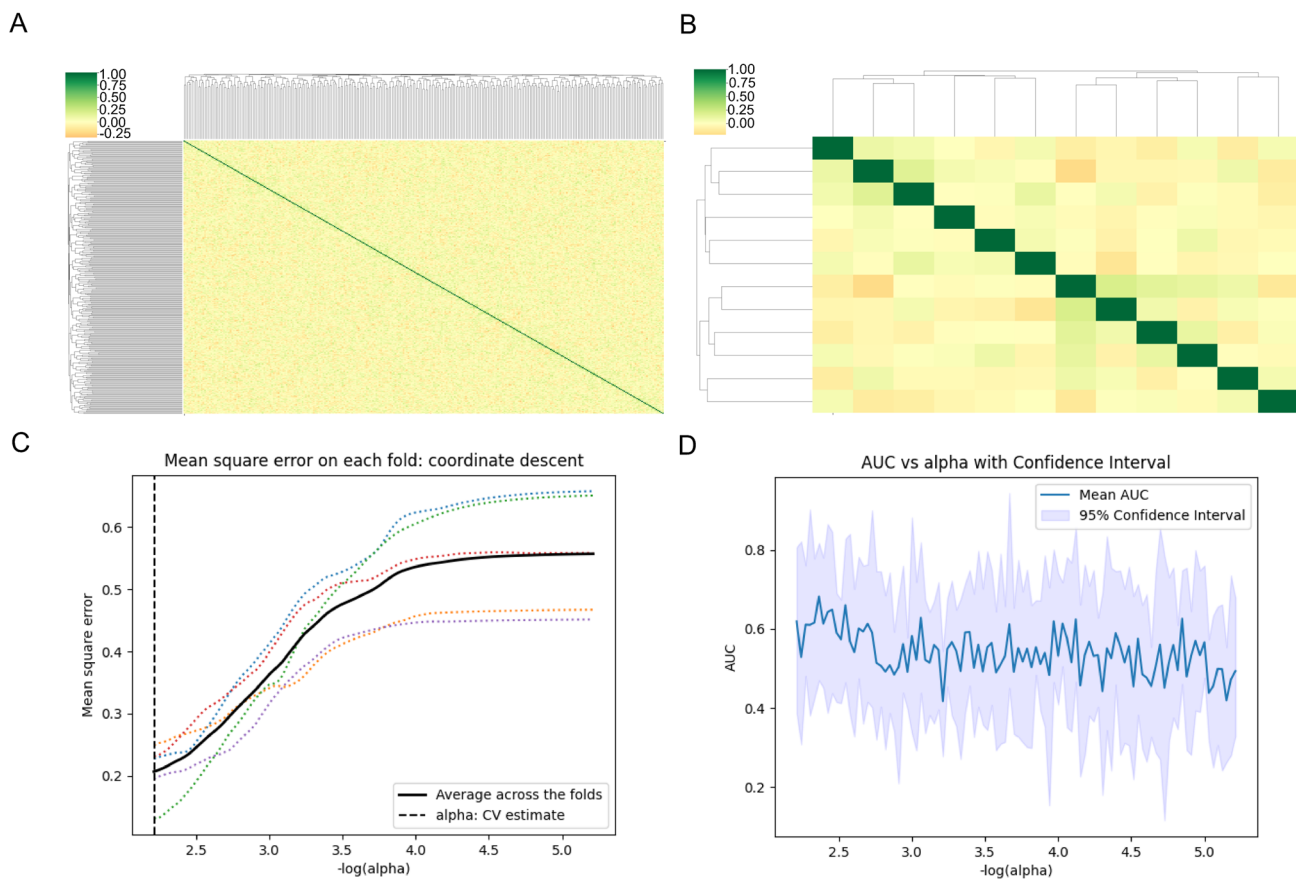 A
1.00
0.75
0.50
0.25
0.00
-0.25
B
1.00
0.75
0.50
0.25
0.00
C
Mean square error on each fold: coordinate descent
Mean square error
0.6
0.5
0.4
0.3
0.2
Average across the folds
alpha: CV estimate
2.5 3.0 3.5 4.0 4.5 5.0
-log(alpha)
D
AUC vs alpha with Confidence Interval
Mean AUC
95% Confidence Interval
AUC
0.8
0.6
0.4
0.2
2.5 3.0 3.5 4.0 4.5 5.0
-log(alpha)